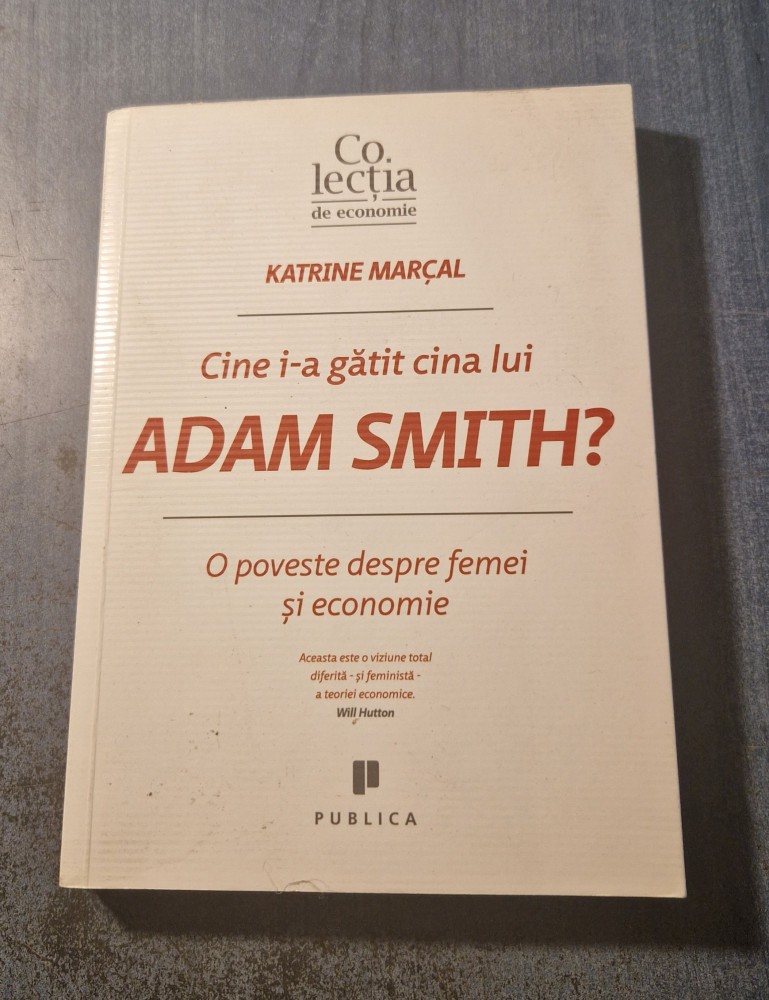 Co.
lecția
de economie
KATRINE MARÇAL
Cine i-a gătit cina lui
ADAM SMITH?
O poveste despre femei
și economie
Aceasta este o viziune total
diferită - și feministă -
a teoriei economice.
Will Hutton
PUBLICA